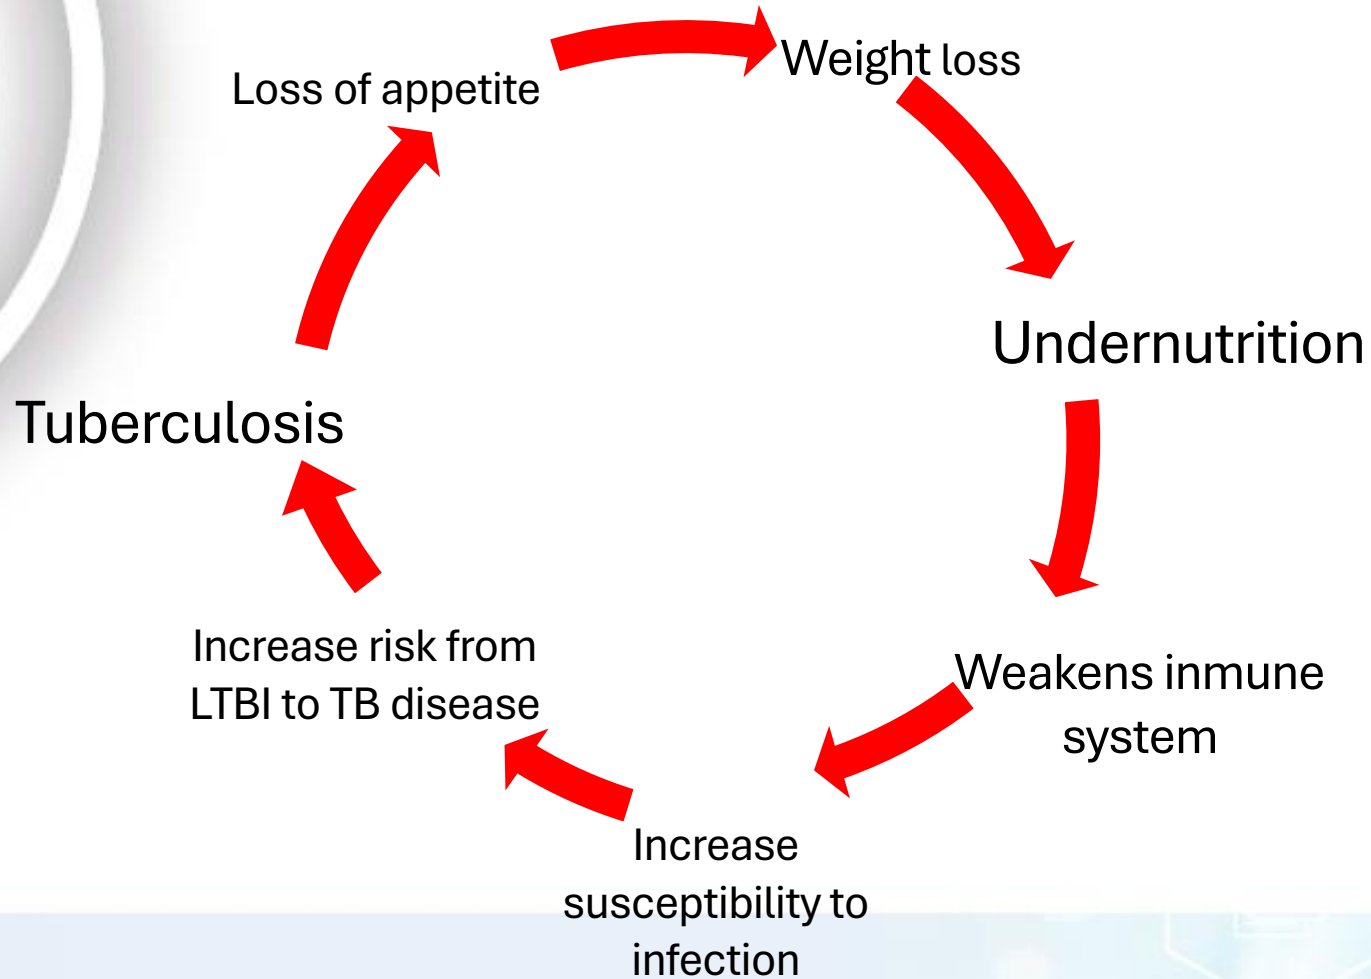 Loss of appetite
Weight loss
Undernutrition
Weakens inmune
system
Increase
susceptibility to
infection
Increase risk from
LTBI to TB disease
Tuberculosis